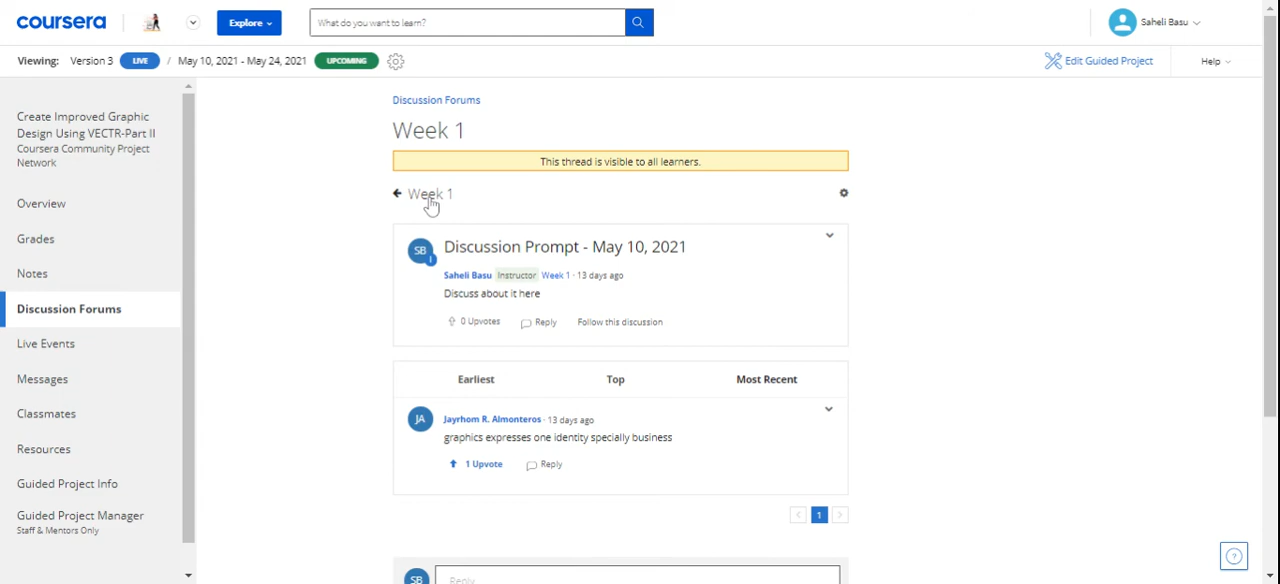 coursera
Explore
What do you want to learn?
Saheli Basu
Viewing: Version 3 LIVE / May 10, 2021 - May 24, 2021 UPCOMING
Edit Guided Project
Help
Create Improved Graphic
Design Using VECTR-Part II
Coursera Community Project
Network
Overview
Grades
Notes
Discussion Forums
Live Events
Messages
Classmates
Resources
Guided Project Info
Guided Project Manager
Staff & Mentors Only
Discussion Forums
Week 1
This thread is visible to all learners.
Week 1
SB
I
Discussion Prompt - May 10, 2021
Saheli Basu Instructor Week 1 · 13 days ago
Discuss about it here
0 Upvotes Reply Follow this discussion
Earliest Top Most Recent
JA
Jayrhom R. Almonteros · 13 days ago
graphics expresses one identity specially business
1 Upvote Reply
1
SB
Reply
?